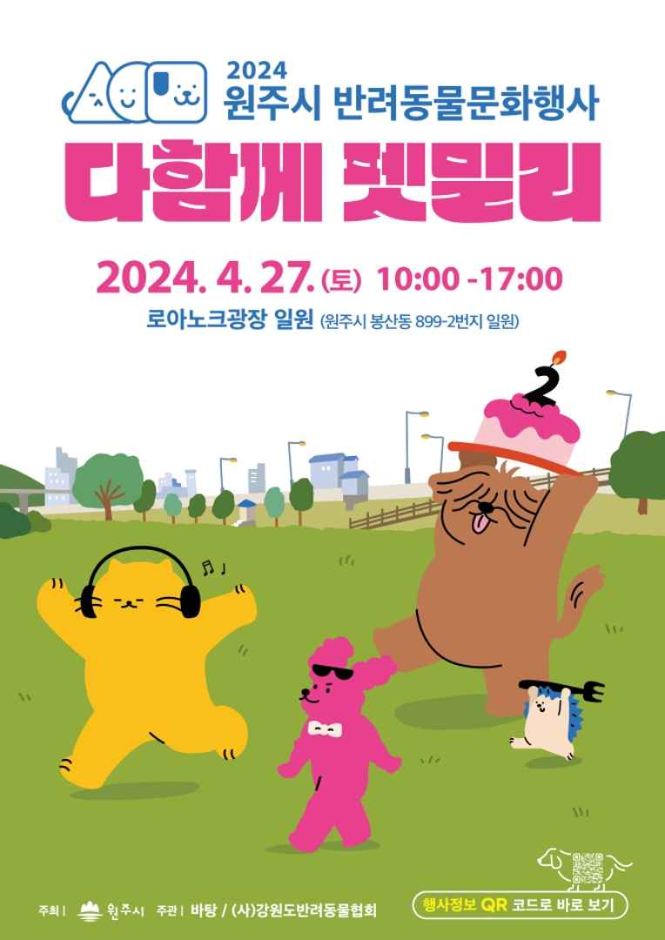 2024
원주시 반려동물문화행사
다함께 펫밀리
2024. 4. 27. (토) 10:00 -17:00
로아노크광장 일원 (원주시 봉산동 899-2번지 일원)
2
주최 | 원주시 주관 | 바탕 / (사)강원도반려동물협회
행사정보 QR 코드로 바로 보기